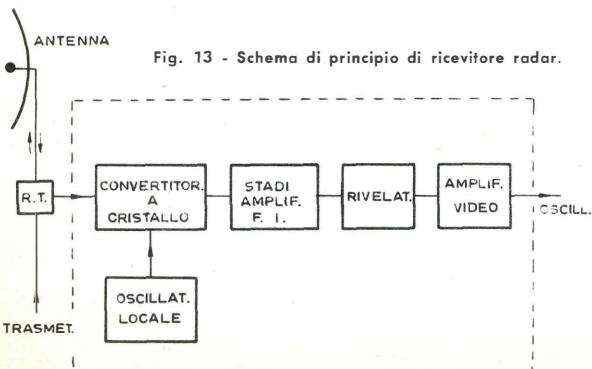 ANTENNA
Fig. 13 - Schema di principio di ricevitore radar.
R.T.
CONVERTITOR.
A
CRISTALLO
STADI
AMPLIF.
F. I.
RIVELAT.
AMPLIF.
VIDEO
OSCILL.
OSCILLAT.
LOCALE
TRASMET.